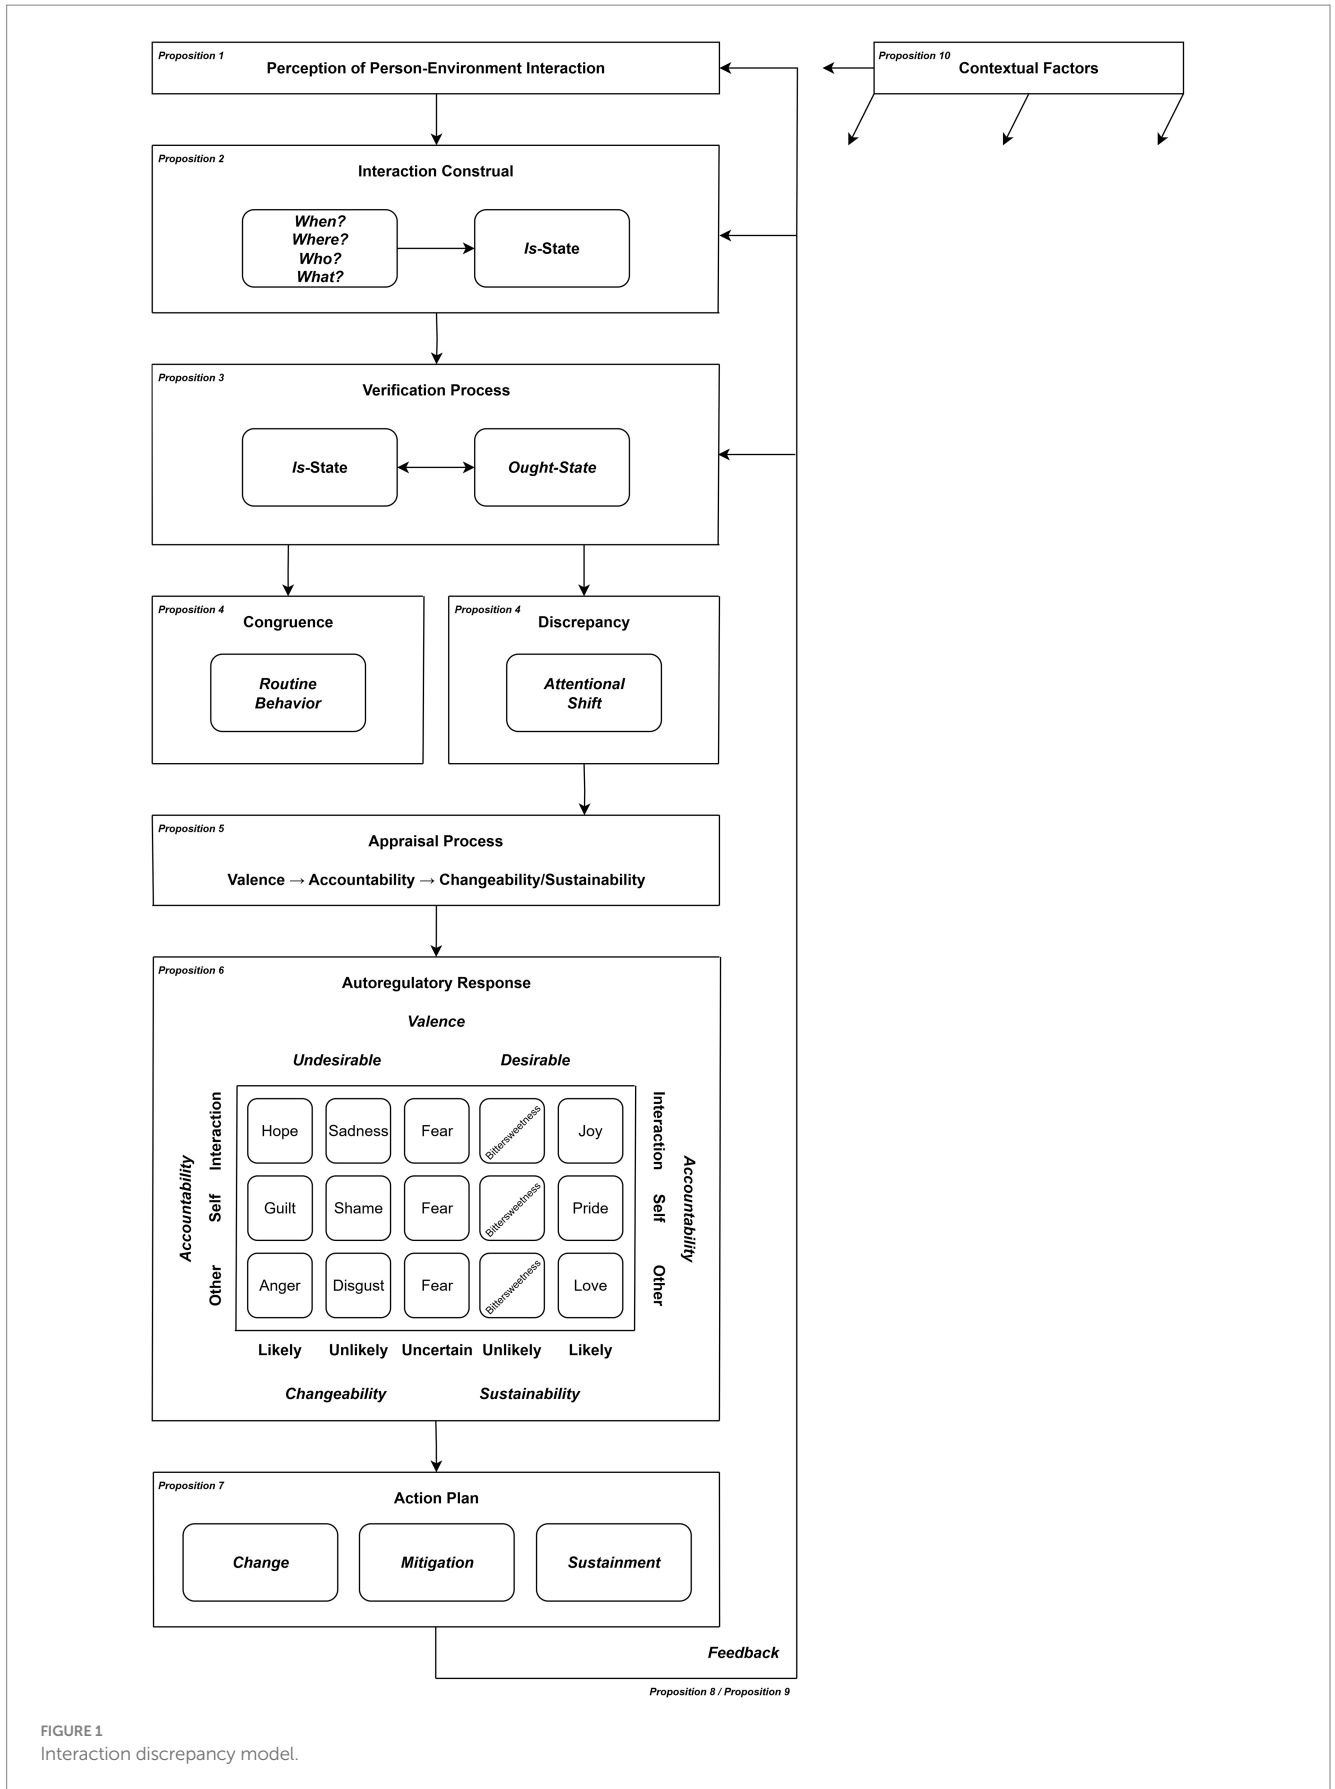 Proposition 1
Perception of Person-Environment Interaction
Proposition 10
Contextual Factors
Proposition 2
Interaction Construal
When?
Where?
Who?
What?
Is-State
Proposition 3
Verification Process
Is-State
Ought-State
Proposition 4
Congruence
Routine
Behavior
Proposition 4
Discrepancy
Attentional
Shift
Proposition 5
Appraisal Process
Valence → Accountability → Changeability/Sustainability
Proposition 6
Autoregulatory Response
Valence
Undesirable
Desirable
Accountability
Interaction
Self
Other
Hope
Sadness
Fear
Bittersweetness
Joy
Guilt
Shame
Fear
Bittersweetness
Pride
Anger
Disgust
Fear
Bittersweetness
Love
Interaction
Self
Other
Accountability
Likely
Unlikely
Uncertain
Unlikely
Likely
Changeability
Sustainability
Proposition 7
Action Plan
Change
Mitigation
Sustainment
Feedback
Proposition 8 / Proposition 9
FIGURE 1
Interaction discrepancy model.